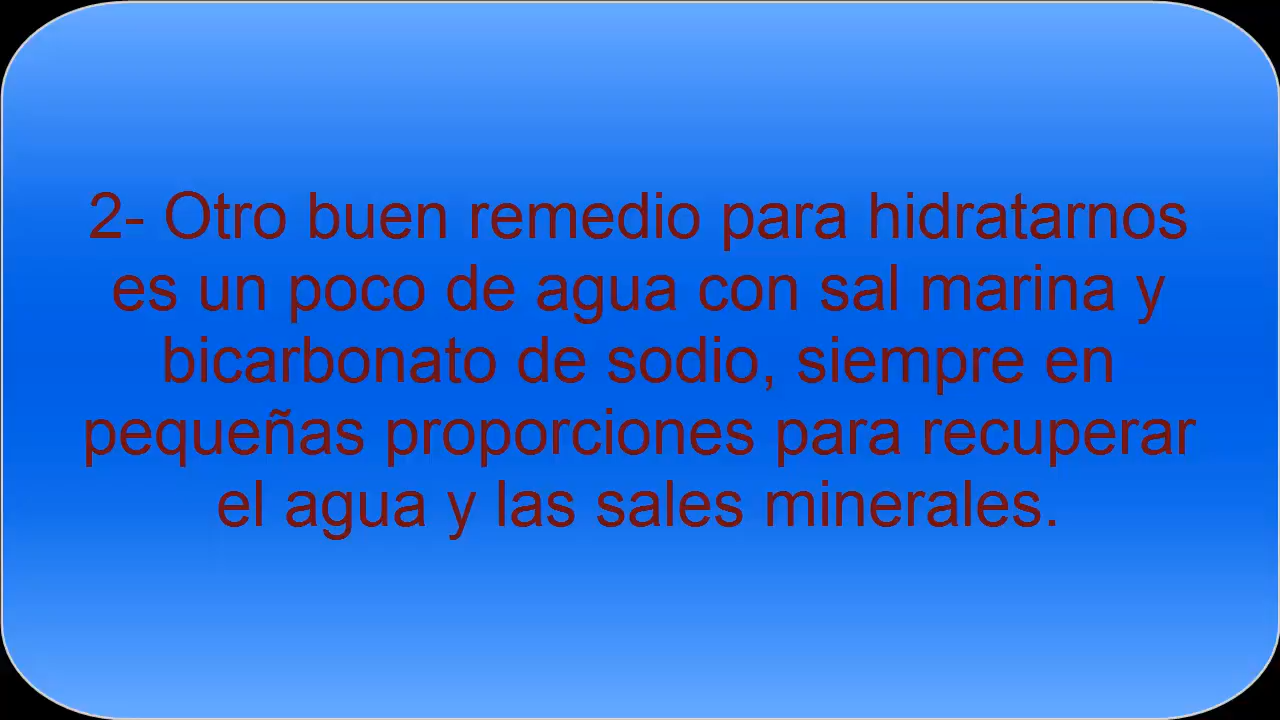 2- Otro buen remedio para hidratarnos
es un poco de agua con sal marina y
bicarbonato de sodio, siempre en
pequeñas proporciones para recuperar
el agua y las sales minerales.